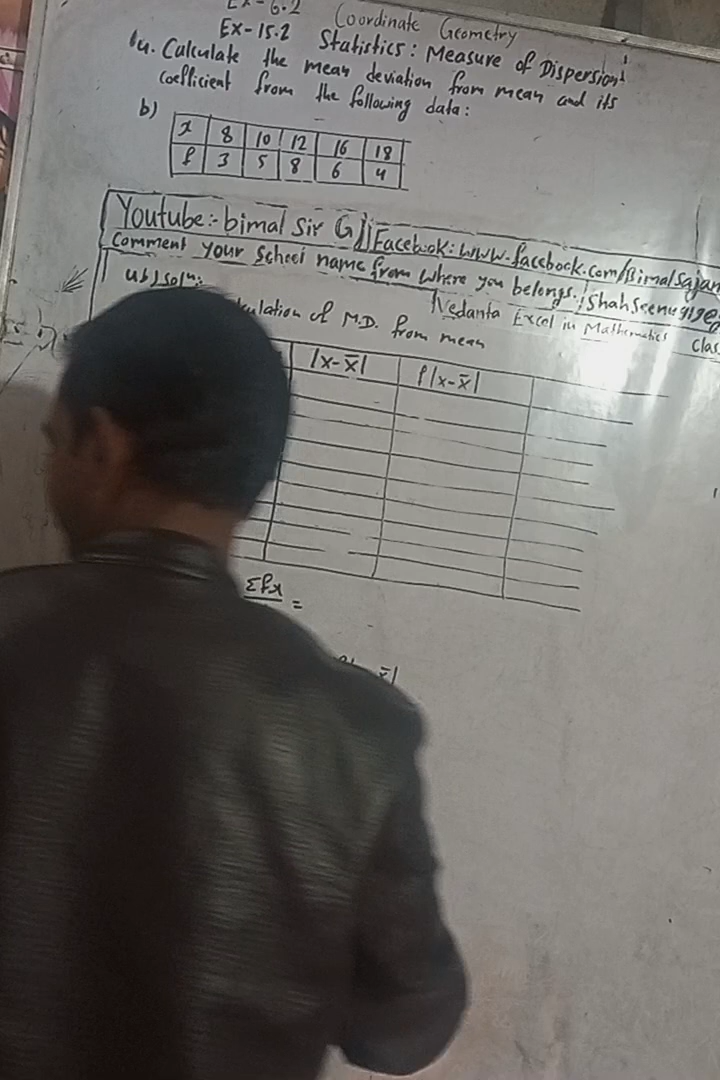 Ex-6.2 Coordinate Geometry
Ex-15.2 Statistics: Measure of Dispersion
4. Calculate the mean deviation from mean and its
coefficient from the following data:
b)
x 8 10 12 16 18
f 3 5 8 6 4
Youtube:- bimal sir G Facebook: www.facebook.com/Bimalsajan
Comment your School name from where you belongs.
Vedanta Excel in Mathematics clas
4b) Soln:
culation of M.D. from mean
|x-x̄| f|x-x̄|
Σfx
=
x̄|